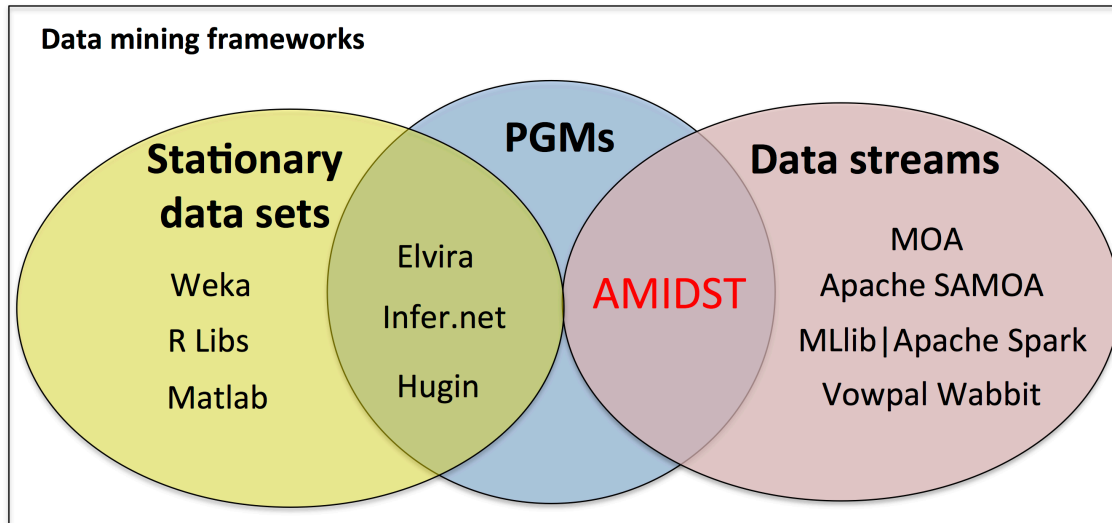 Data mining frameworks
Stationary
data sets
Weka
R Libs
Matlab
PGMs
Elvira
Infer.net
Hugin
AMIDST
Data streams
MOA
Apache SAMOA
MLlib|Apache Spark
Vowpal Wabbit